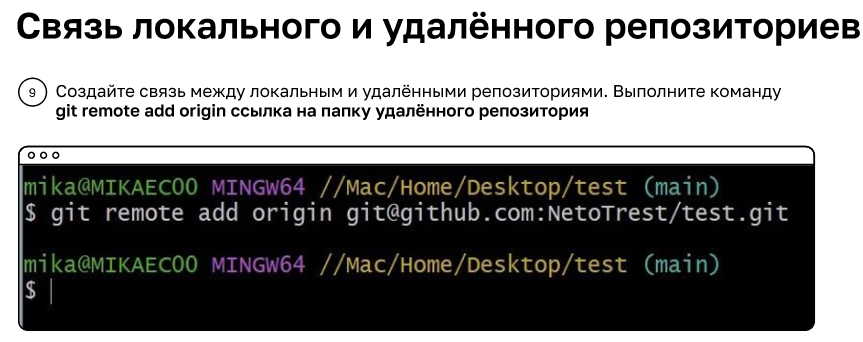 Связь локального и удалённого репозиториев
9 Создайте связь между локальным и удалёнными репозиториями. Выполните команду
git remote add origin ссылка на папку удалённого репозитория
mika@MIKAEC00 MINGW64 //Mac/Home/Desktop/test (main)
$ git remote add origin git@github.com:NetoTrest/test.git
mika@MIKAEC00 MINGW64 //Mac/Home/Desktop/test (main)
$